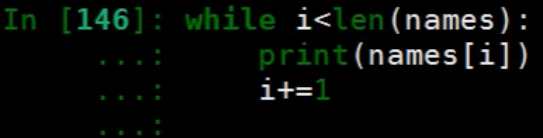 In [146]: while i<len(names):
     ...:     print(names[i])
     ...:     i+=1
     ...: